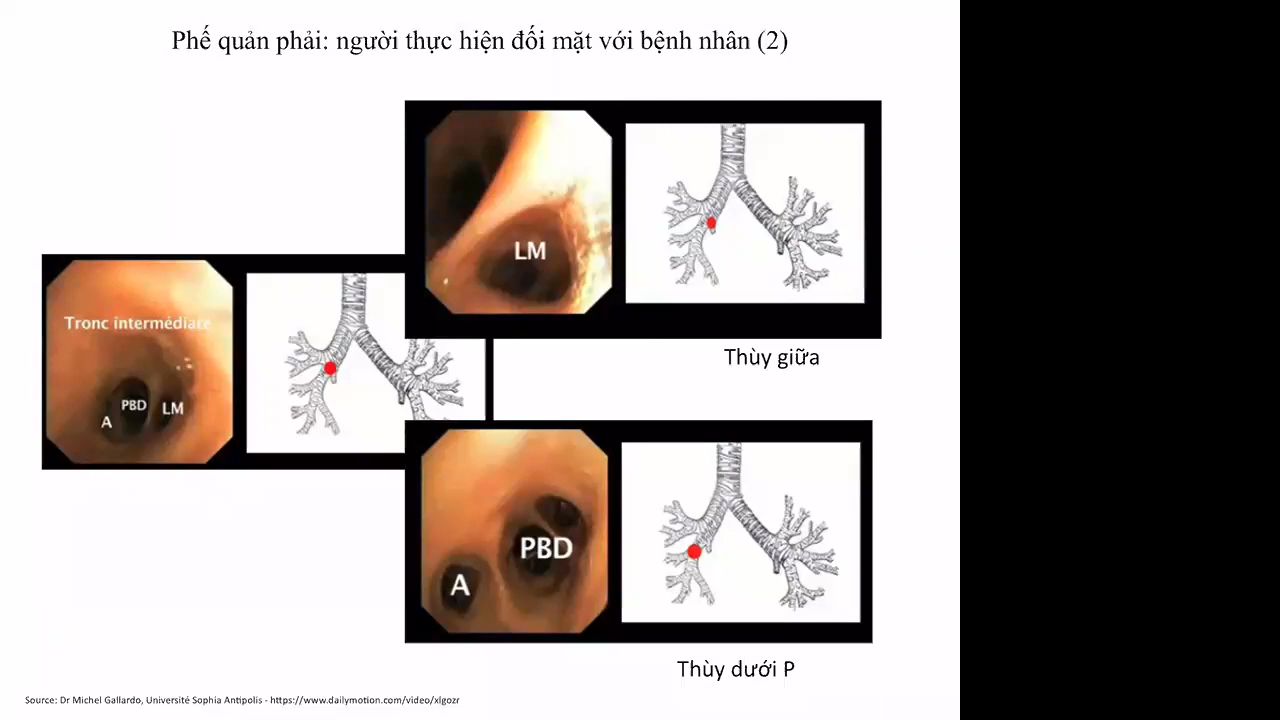 Phế quản phải: người thực hiện đối mặt với bệnh nhân (2)
LM
Thùy giữa
Tronc intermédiare
PBD
LM
A
PBD
A
Thùy dưới P
Source: Dr Michel Gallardo, Université Sophia Antipolis - https://www.dailymotion.com/video/xlgozr